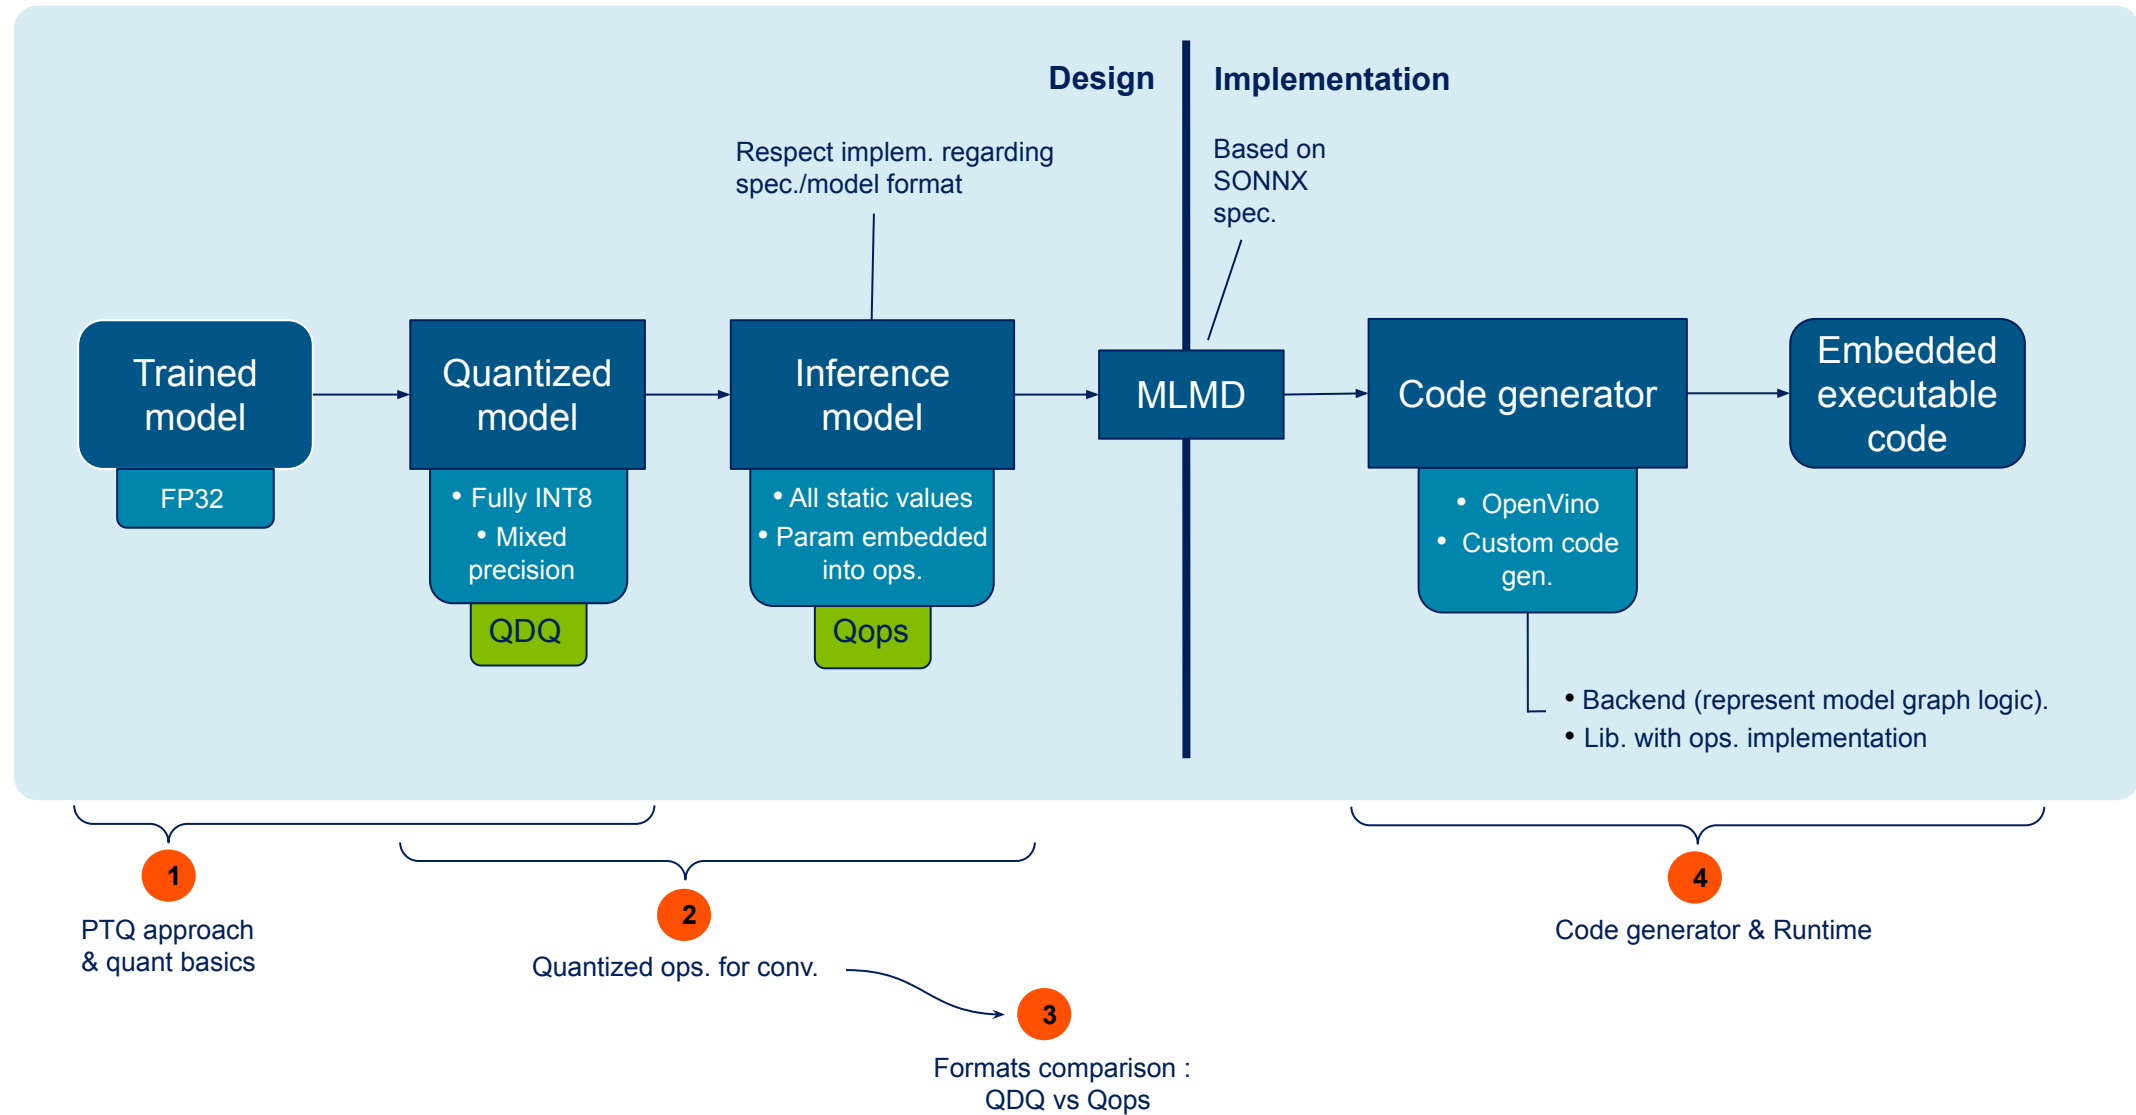 Design
Implementation
Respect implem. regarding
spec./model format
Based on
SONNX
spec.
Trained
model
FP32
Quantized
model
• Fully INT8
• Mixed
precision
QDQ
Inference
model
• All static values
• Param embedded
into ops.
Qops
MLMD
Code generator
• OpenVino
• Custom code
gen.
Embedded
executable
code
• Backend (represent model graph logic).
• Lib. with ops. implementation
1
PTQ approach
& quant basics
2
Quantized ops. for conv.
3
Formats comparison :
QDQ vs Qops
4
Code generator & Runtime